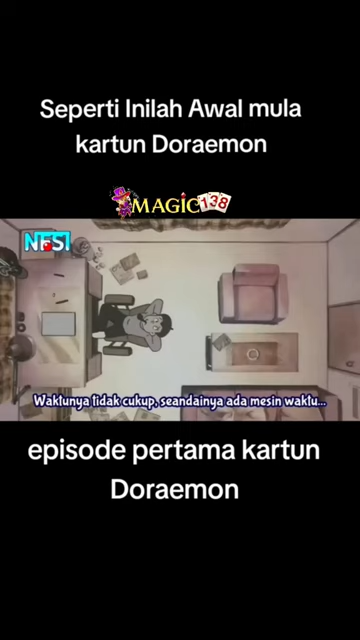 Seperti Inilah Awal mula
kartun Doraemon
MAGIC138
NFSI
Waktunya tidak cukup, seandainya ada mesin waktu...
episode pertama kartun
Doraemon